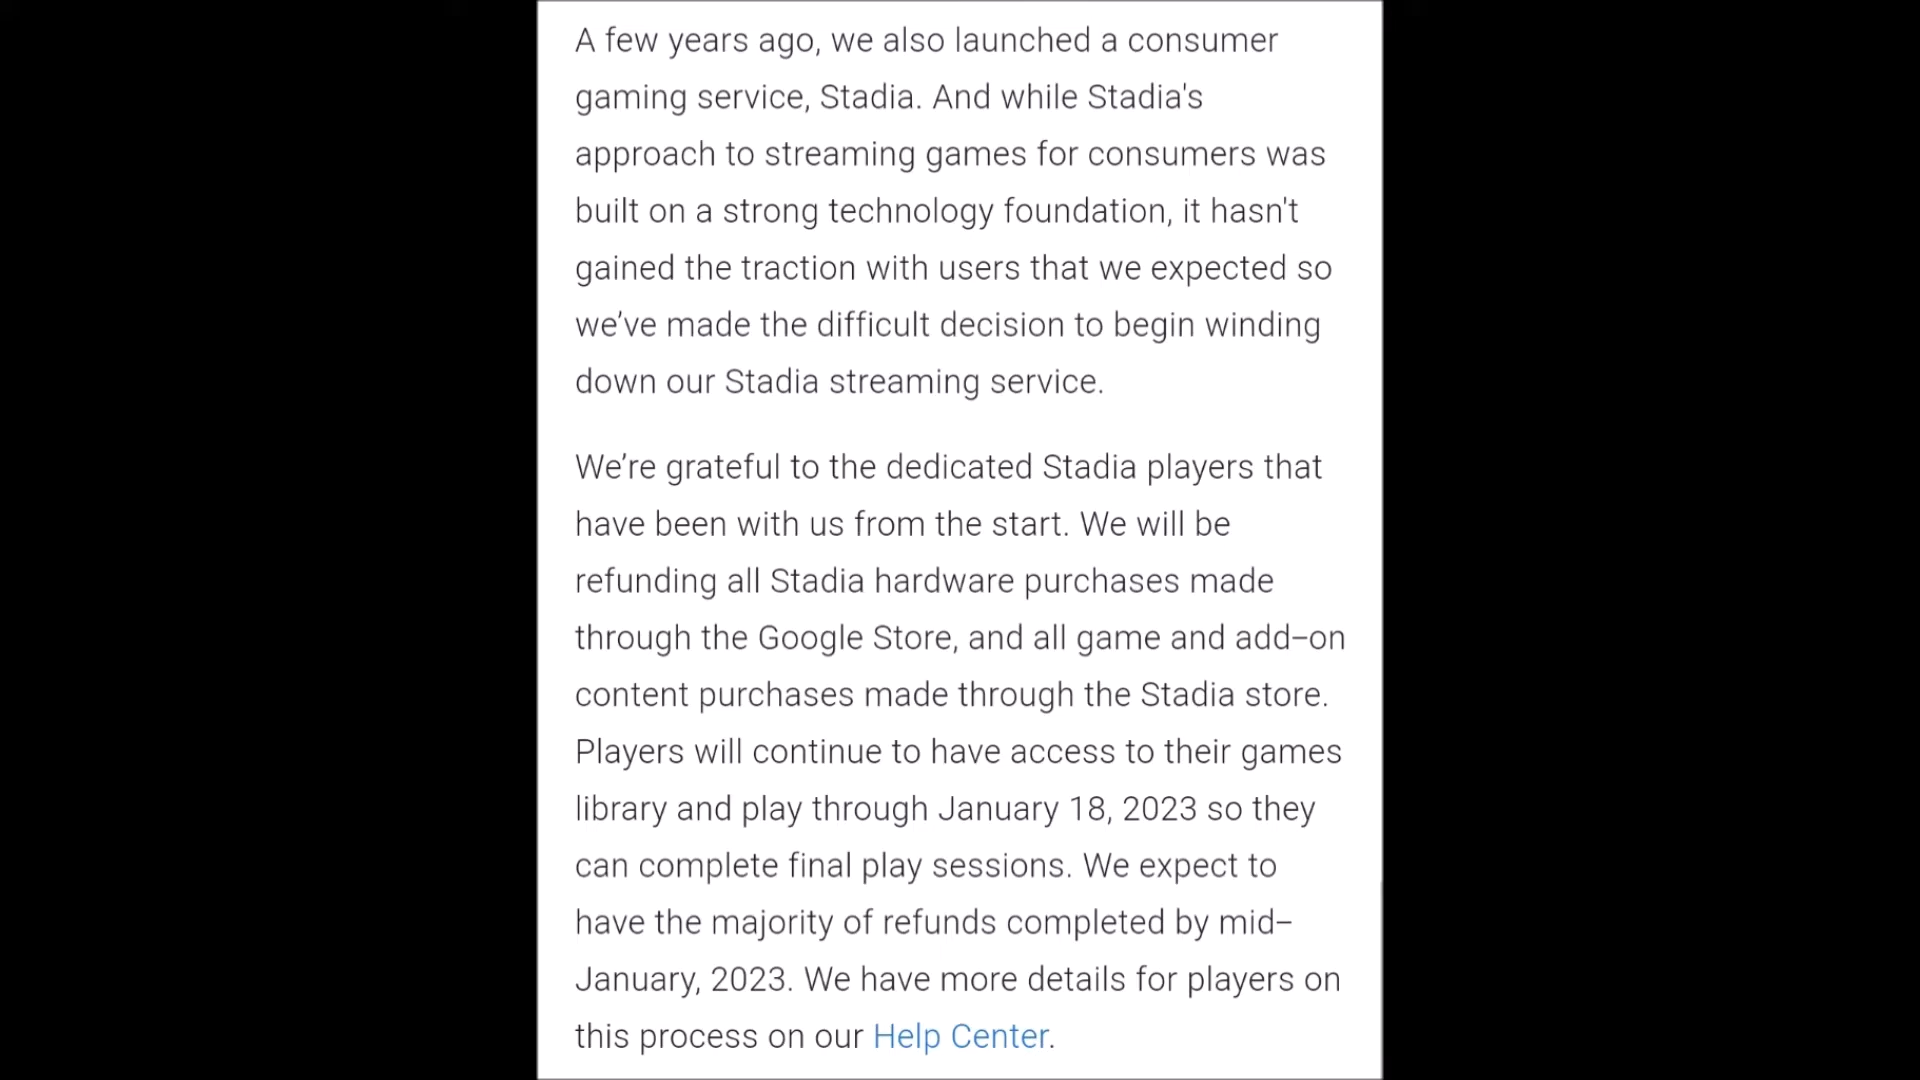 A few years ago, we also launched a consumer
gaming service, Stadia. And while Stadia's
approach to streaming games for consumers was
built on a strong technology foundation, it hasn't
gained the traction with users that we expected so
we’ve made the difficult decision to begin winding
down our Stadia streaming service.
We’re grateful to the dedicated Stadia players that
have been with us from the start. We will be
refunding all Stadia hardware purchases made
through the Google Store, and all game and add-on
content purchases made through the Stadia store.
Players will continue to have access to their games
library and play through January 18, 2023 so they
can complete final play sessions. We expect to
have the majority of refunds completed by mid-
January, 2023. We have more details for players on
this process on our Help Center.